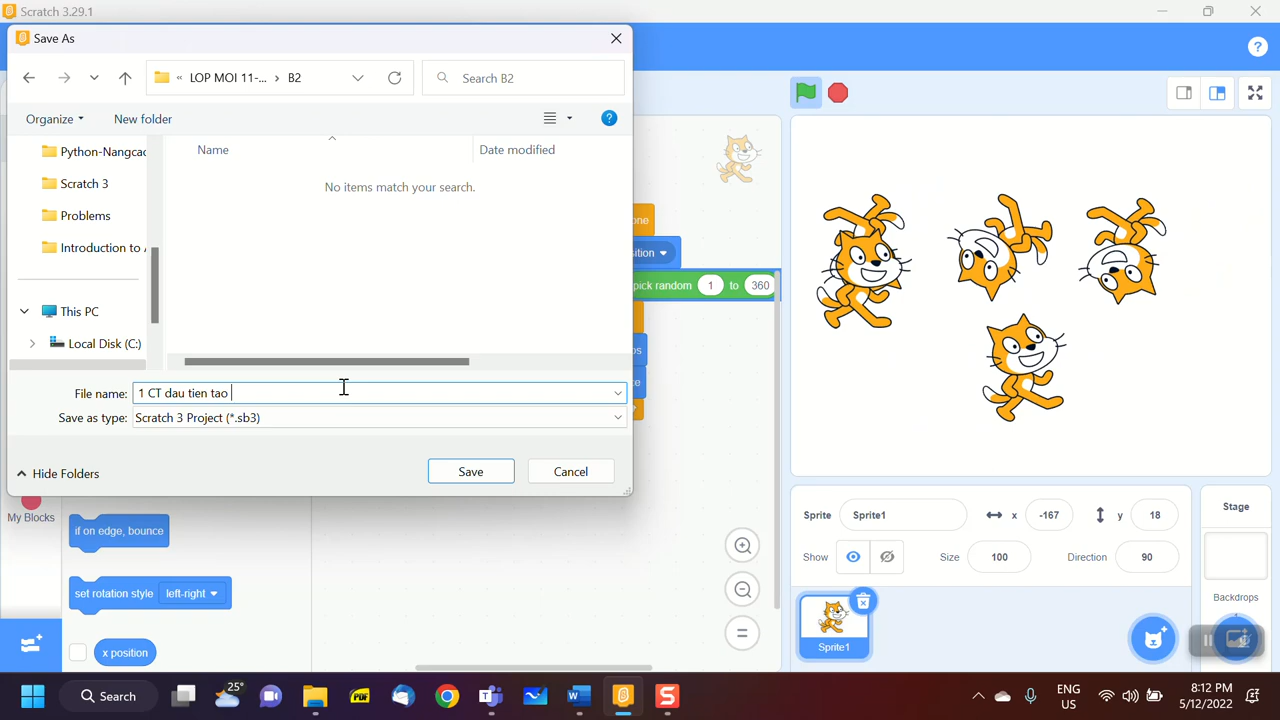 Scratch 3.29.1
Save As
« LOP MOI 11-... › B2
Search B2
Organize
New folder
Name
Date modified
Python-Nangcac
No items match your search.
Scratch 3
Problems
Introduction to
This PC
Local Disk (C:)
File name: 1 CT dau tien tao
Save as type: Scratch 3 Project (*.sb3)
Hide Folders
Save
Cancel
one
ition
pick random 1 to 360
ps
te
My Blocks
if on edge, bounce
set rotation style left-right
x position
Sprite Sprite1 x -167 y 18
Show Size 100 Direction 90
Sprite1
Stage
Backdrops
Search
25°
PDF
ENG
US
8:12 PM
5/12/2022